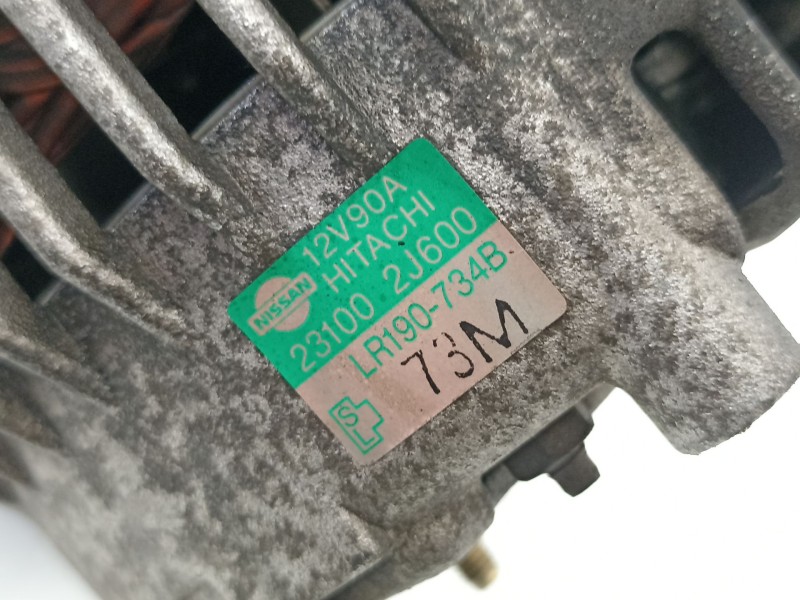 NISSAN
12V90A
HITACHI
23100 2J600
LR190-734B
73M
S
L